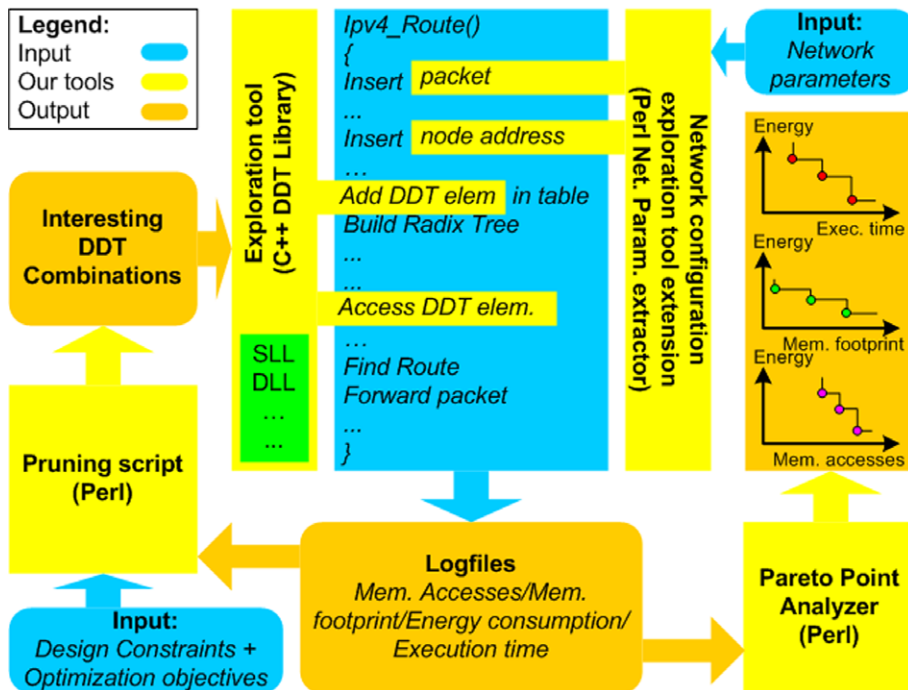 Legend:
Input
Our tools
Output
Interesting
DDT
Combinations
Pruning script
(Perl)
Input:
Design Constraints +
Optimization objectives
Exploration tool
(C++ DDT Library)
SLL
DLL
...
...
Ipv4_Route()
{
Insert packet
...
Insert node address
...
Add DDT elem in table
Build Radix Tree
...
...
Access DDT elem.
...
Find Route
Forward packet
...
}
Network configuration
exploration tool extension
(Perl Net. Param. extractor)
Input:
Network
parameters
Energy
Exec. time
Energy
Mem. footprint
Energy
Mem. accesses
Logfiles
Mem. Accesses/Mem.
footprint/Energy consumption/
Execution time
Pareto Point
Analyzer
(Perl)